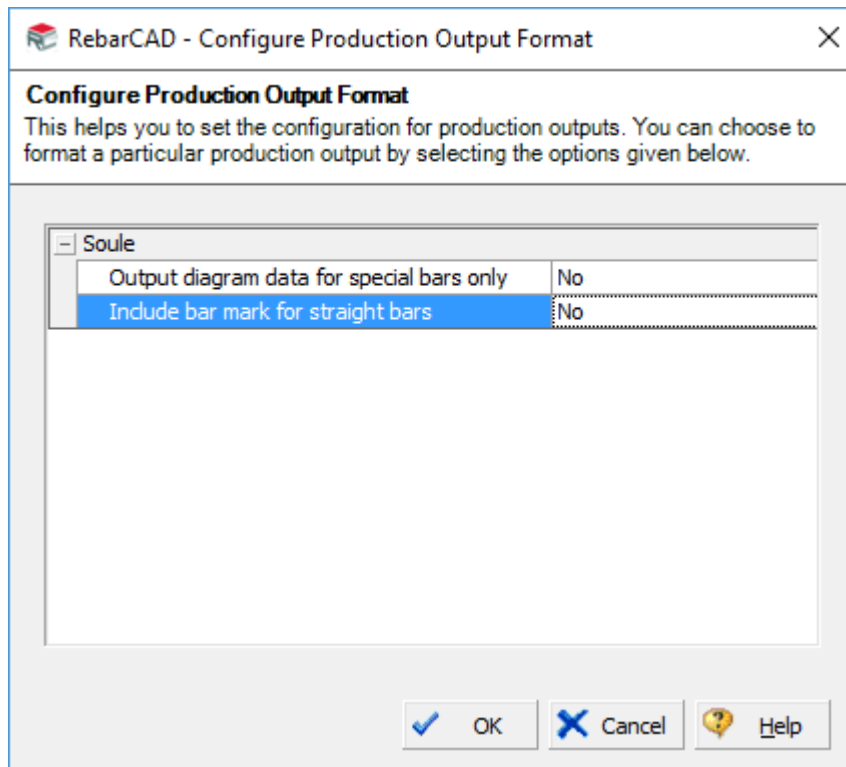 RebarCAD - Configure Production Output Format
Configure Production Output Format
This helps you to set the configuration for production outputs. You can choose to
format a particular production output by selecting the options given below.
Soule
Output diagram data for special bars only No
Include bar mark for straight bars No
OK Cancel Help